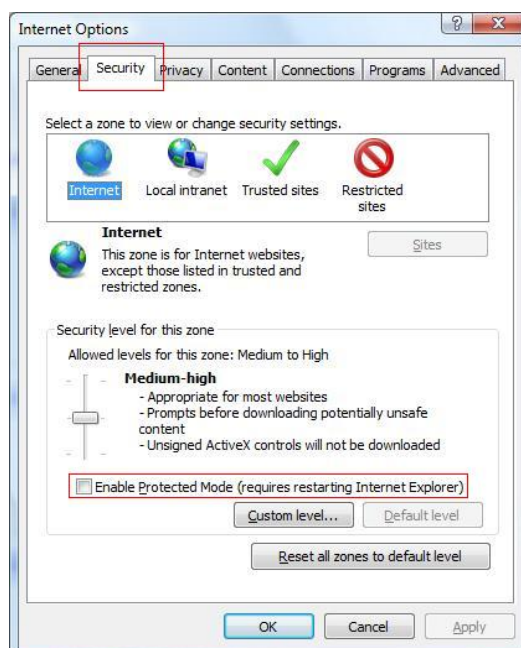 Internet Options
General Security Privacy Content Connections Programs Advanced
Select a zone to view or change security settings.
Internet Local intranet Trusted sites Restricted
sites
Internet
This zone is for Internet websites,
except those listed in trusted and
restricted zones.
Sites
Security level for this zone
Allowed levels for this zone: Medium to High
Medium-high
- Appropriate for most websites
- Prompts before downloading potentially unsafe
content
- Unsigned ActiveX controls will not be downloaded
Enable Protected Mode (requires restarting Internet Explorer)
Custom level... Default level
Reset all zones to default level
OK Cancel Apply